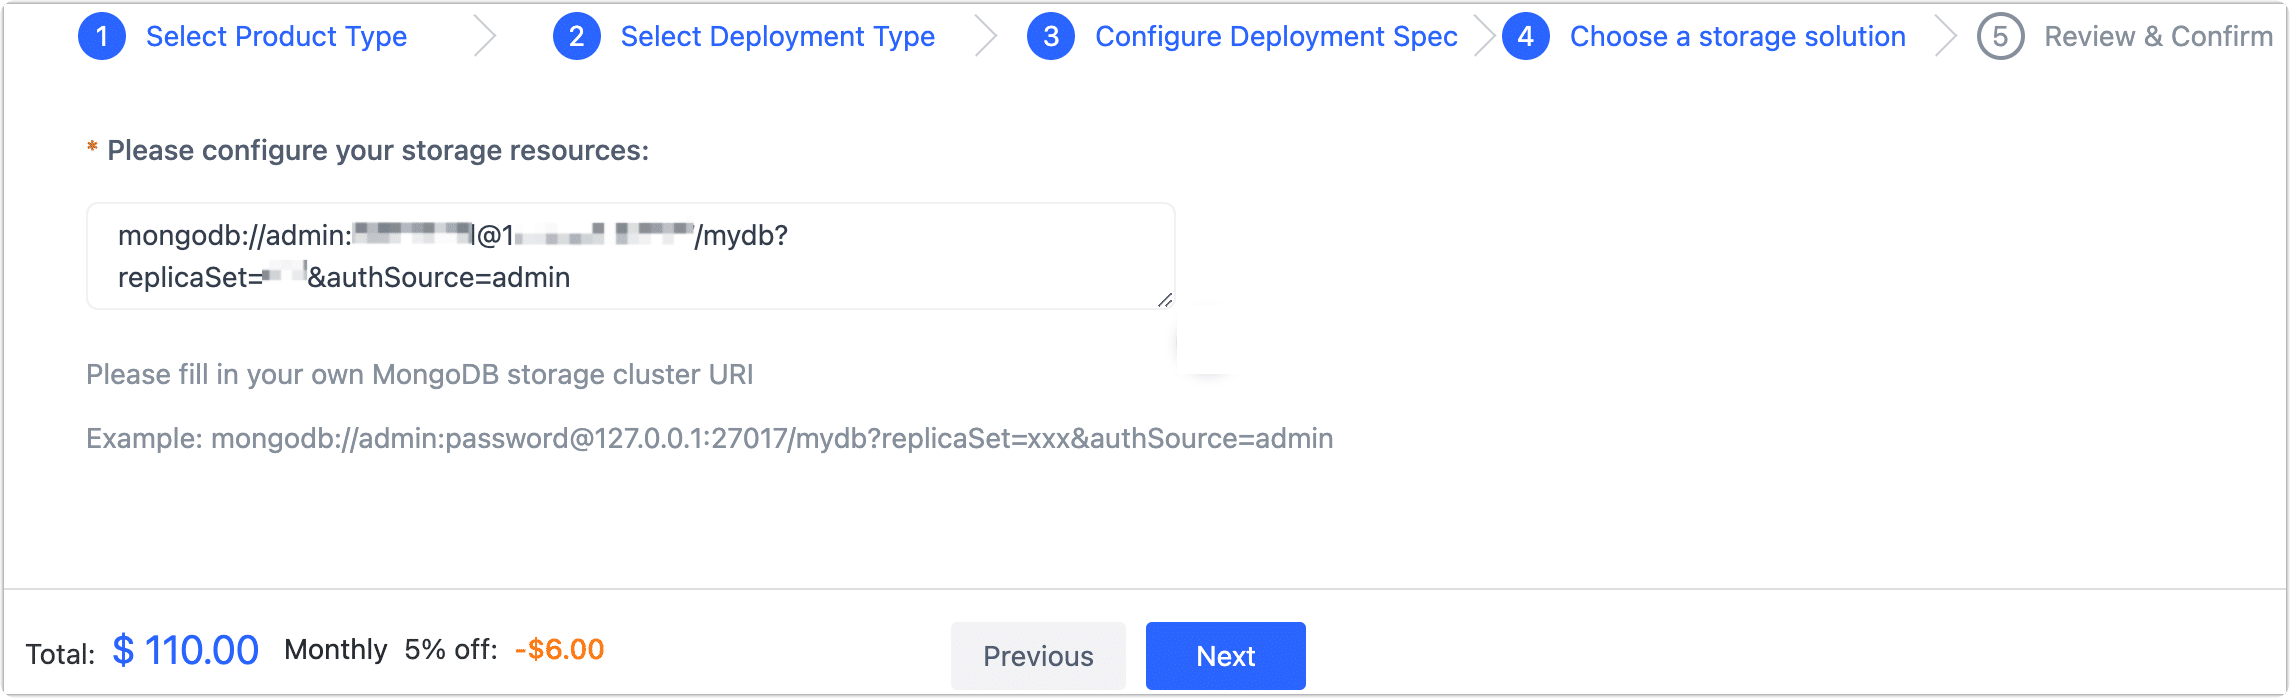 1 Select Product Type 2 Select Deployment Type 3 Configure Deployment Spec 4 Choose a storage solution 5 Review & Confirm
* Please configure your storage resources:
mongodb://admin:l@1/mydb?
replicaSet=&authSource=admin
Please fill in your own MongoDB storage cluster URI
Example: mongodb://admin:password@127.0.0.1:27017/mydb?replicaSet=xxx&authSource=admin
Total: $ 110.00 Monthly 5% off: -$6.00 Previous Next